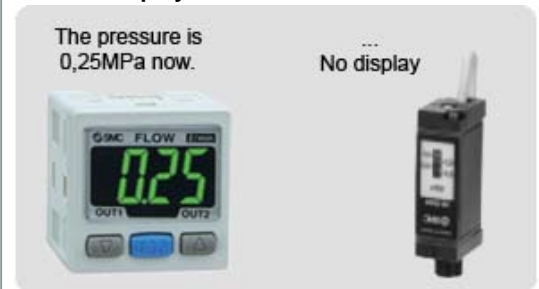 The pressure is
0,25MPa now.
...
No display
SMC FLOW
0.25
OUT1 OUT2